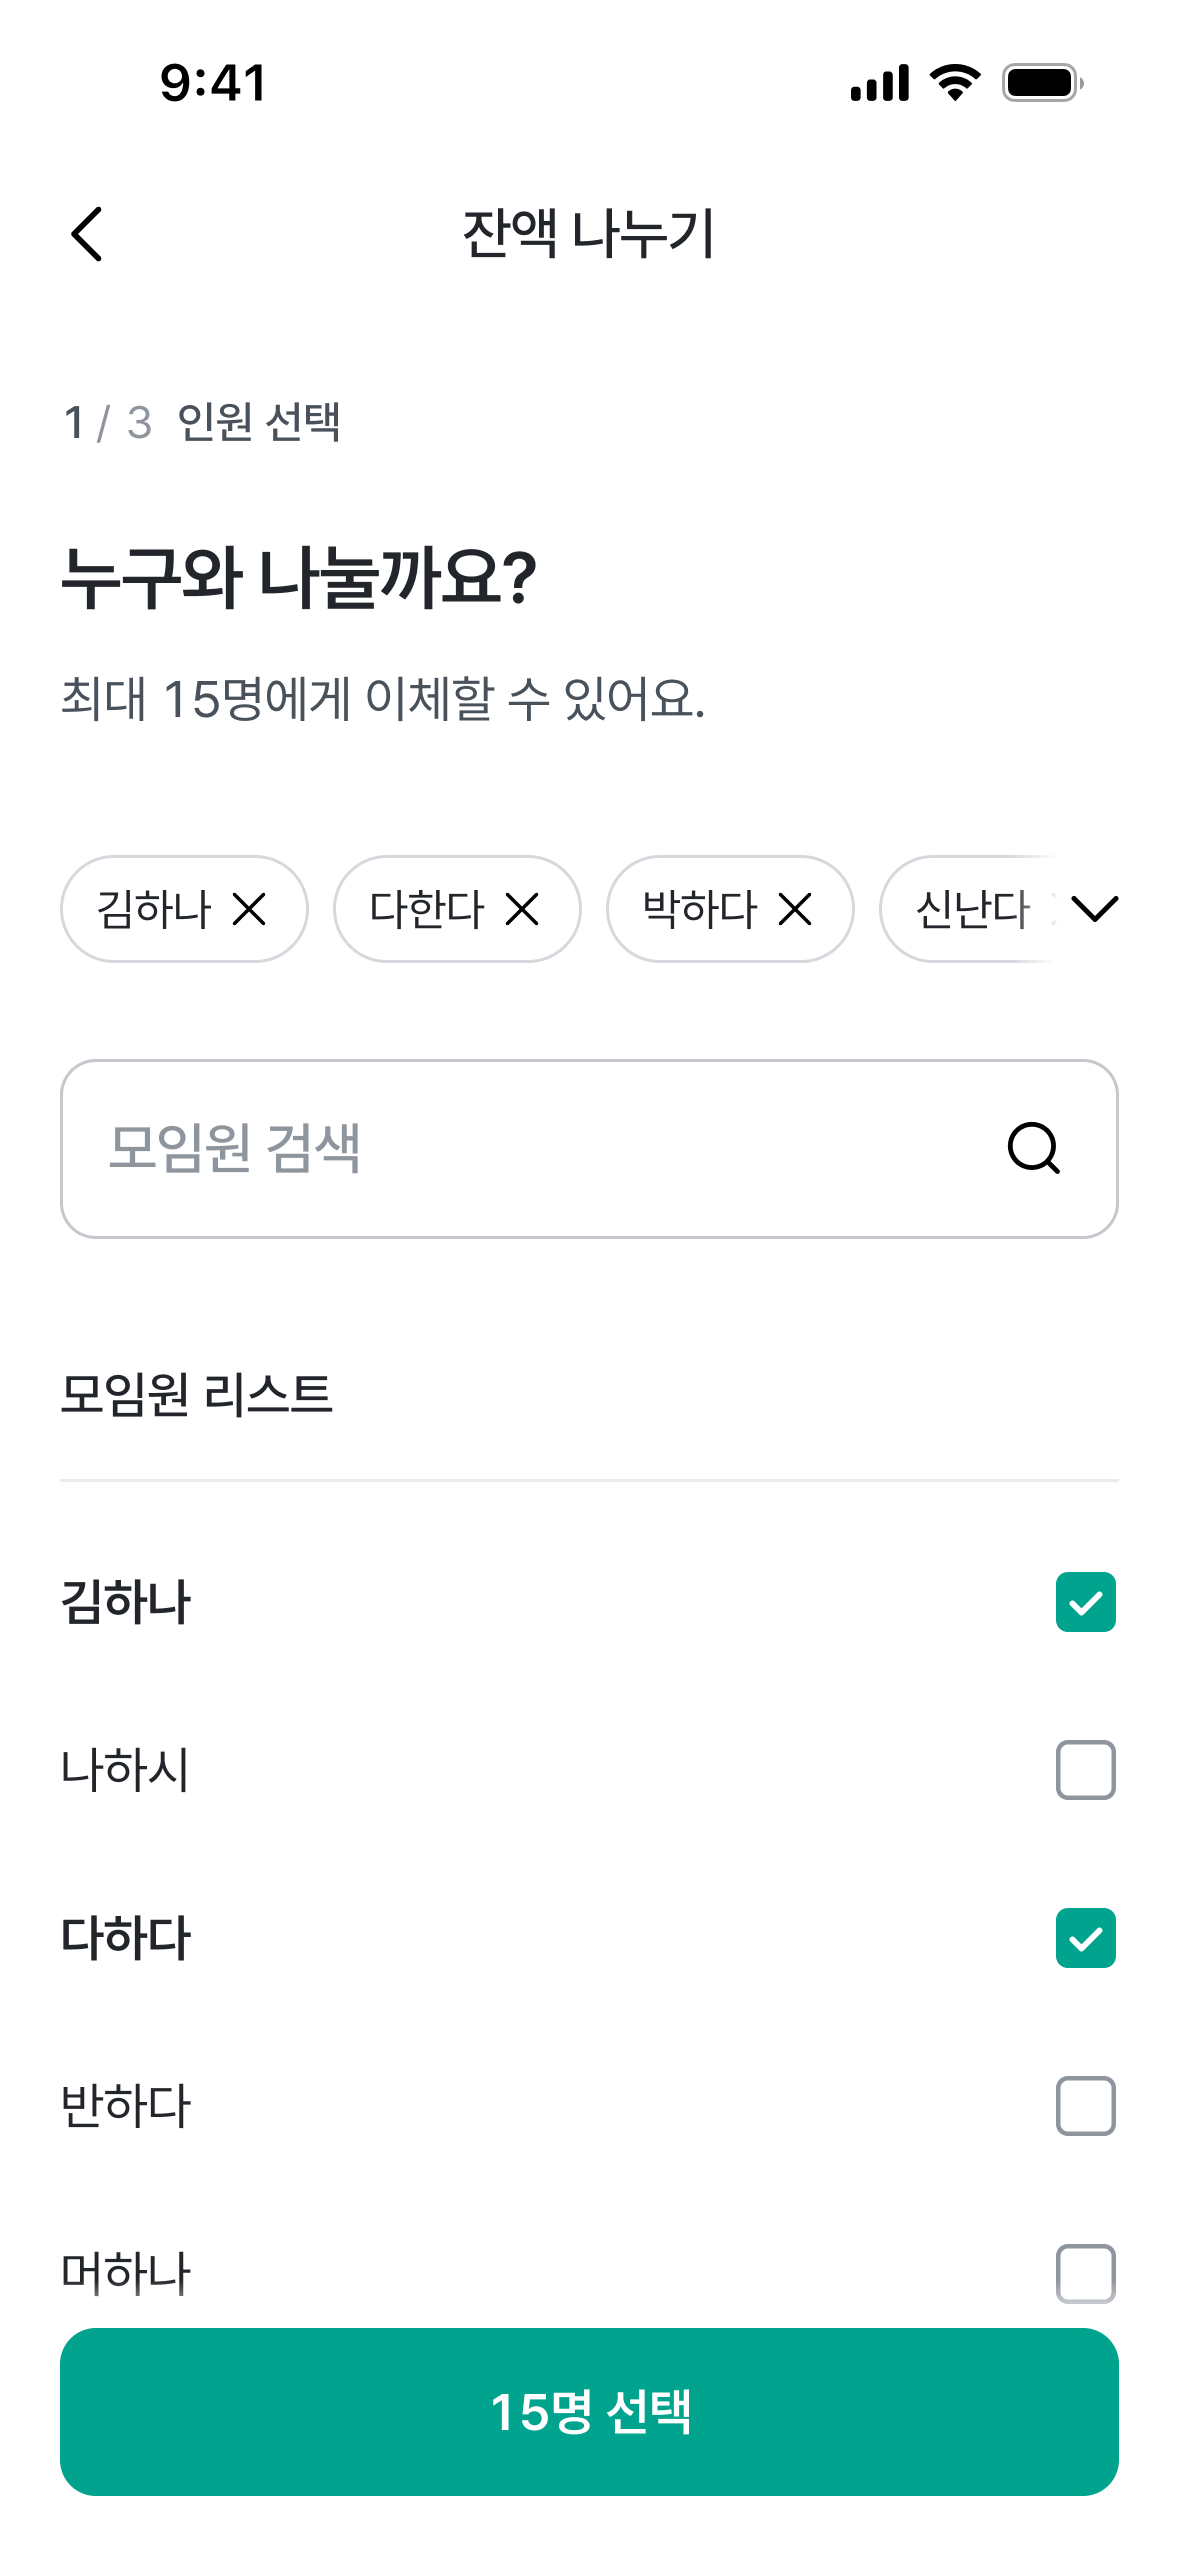 9:41
잔액 나누기
1 / 3 인원 선택
누구와 나눌까요?
최대 15명에게 이체할 수 있어요.
김하나 다한다 박하다 신난다
모임원 검색
모임원 리스트
김하나
나하시
다하다
반하다
머하나
15명 선택